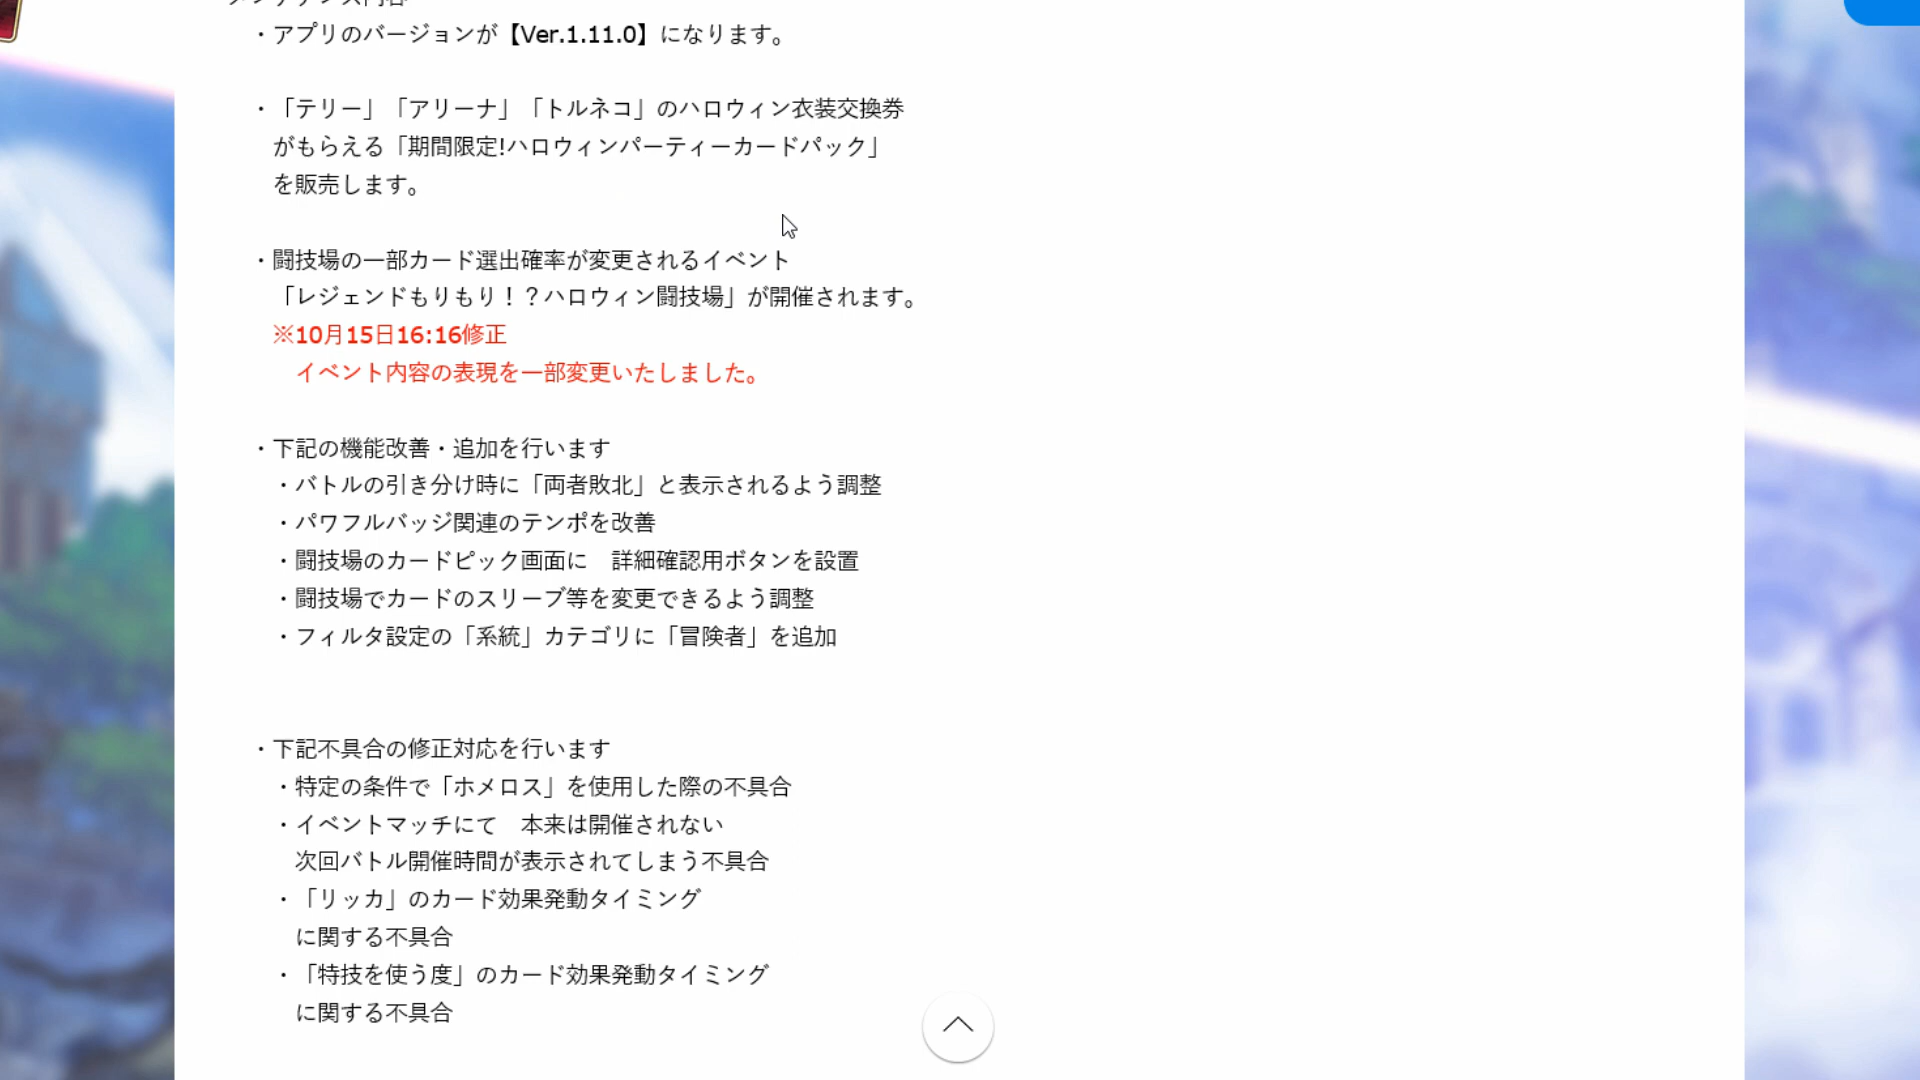 メンテナンス内容
・アプリのバージョンが【Ver.1.11.0】になります。
・「テリー」「アリーナ」「トルネコ」のハロウィン衣装交換券
がもらえる「期間限定!ハロウィンパーティーカードパック」
を販売します。
・闘技場の一部カード選出確率が変更されるイベント
「レジェンドもりもり！？ハロウィン闘技場」が開催されます。
※10月15日16:16修正
イベント内容の表現を一部変更いたしました。
・下記の機能改善・追加を行います
・バトルの引き分け時に「両者敗北」と表示されるよう調整
・パワフルバッジ関連のテンポを改善
・闘技場のカードピック画面に　詳細確認用ボタンを設置
・闘技場でカードのスリーブ等を変更できるよう調整
・フィルタ設定の「系統」カテゴリに「冒険者」を追加
・下記不具合の修正対応を行います
・特定の条件で「ホメロス」を使用した際の不具合
・イベントマッチにて　本来は開催されない
次回バトル開催時間が表示されてしまう不具合
・「リッカ」のカード効果発動タイミング
に関する不具合
・「特技を使う度」のカード効果発動タイミング
に関する不具合